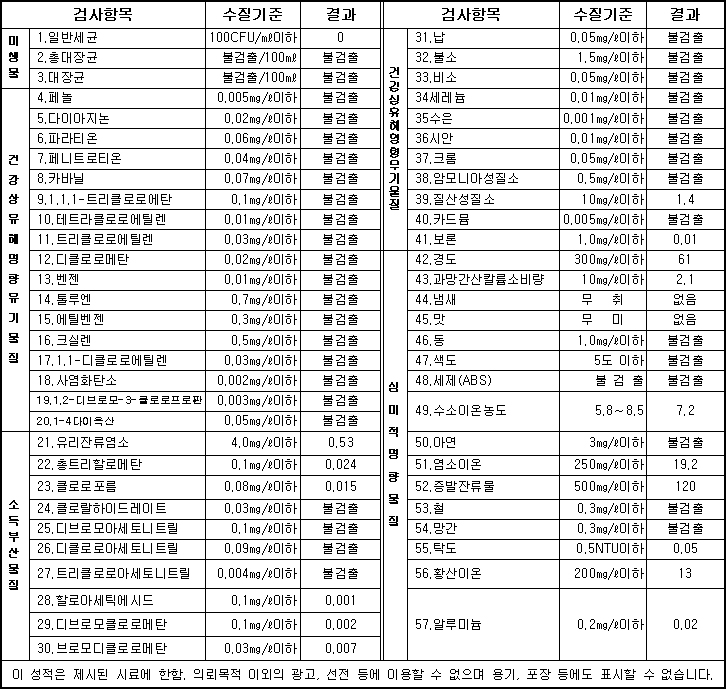 검사항목 수질기준 결과
미생물
1.일반세균 100CFU/㎖이하 0
2.총대장균 불검출/100㎖ 불검출
3.대장균 불검출/100㎖ 불검출
건강상유해명향유기물질
4.페놀 0.005㎎/ℓ이하 불검출
5.다이아지논 0.02㎎/ℓ이하 불검출
6.파라티온 0.06㎎/ℓ이하 불검출
7.페니트로티온 0.04㎎/ℓ이하 불검출
8.카바닐 0.07㎎/ℓ이하 불검출
9.1.1.1-트리클로로에탄 0.1㎎/ℓ이하 불검출
10.테트라클로로에틸렌 0.01㎎/ℓ이하 불검출
11.트리클로로에틸렌 0.03㎎/ℓ이하 불검출
12.디클로로메탄 0.02㎎/ℓ이하 불검출
13.벤젠 0.01㎎/ℓ이하 불검출
14.톨루엔 0.7㎎/ℓ이하 불검출
15.에틸벤젠 0.3㎎/ℓ이하 불검출
16.크실렌 0.5㎎/ℓ이하 불검출
17.1.1-디클로로에틸렌 0.03㎎/ℓ이하 불검출
18.사염화탄소 0.002㎎/ℓ이하 불검출
19.1.2-디브로모-3-클로로프로판 0.003㎎/ℓ이하 불검출
20.1-4다이옥산 0.05㎎/ℓ이하 불검출
소득부산물질
21.유리잔류염소 4.0㎎/ℓ이하 0.53
22.총트리할로메탄 0.1㎎/ℓ이하 0.024
23.클로로포름 0.08㎎/ℓ이하 0.015
24.클로랄하이드레이트 0.03㎎/ℓ이하 불검출
25.디브로모아세토니트릴 0.1㎎/ℓ이하 불검출
26.디클로로아세토니트릴 0.09㎎/ℓ이하 불검출
27.트리클로로아세토니트릴 0.004㎎/ℓ이하 불검출
28.할로아세틱에시드 0.1㎎/ℓ이하 0.001
29.디브로모클로로메탄 0.1㎎/ℓ이하 0.002
30.브로모디클로로메탄 0.03㎎/ℓ이하 0.007
검사항목 수질기준 결과
건강상유혜형향무기물질
31.납 0.05㎎/ℓ이하 불검출
32.불소 1.5㎎/ℓ이하 불검출
33.비소 0.05㎎/ℓ이하 불검출
34세레늄 0.01㎎/ℓ이하 불검출
35수은 0.001㎎/ℓ이하 불검출
36시안 0.01㎎/ℓ이하 불검출
37.크롬 0.05㎎/ℓ이하 불검출
38.암모니아성질소 0.5㎎/ℓ이하 불검출
39.질산성질소 10㎎/ℓ이하 1.4
40.카드뮴 0.005㎎/ℓ이하 불검출
41.보론 1.0㎎/ℓ이하 0.01
심미적명량물질
42.경도 300㎎/ℓ이하 61
43.과망간산칼륨소비량 10㎎/ℓ이하 2.1
44.냄새 무 취 없음
45.맛 무 미 없음
46.동 1.0㎎/ℓ이하 불검출
47.색도 5도 이하 불검출
48.세제(ABS) 불 검 출 불검출
49.수소이온농도 5.8~8.5 7.2
50.아연 3㎎/ℓ이하 불검출
51.염소이온 250㎎/ℓ이하 19.2
52.증발잔류물 500㎎/ℓ이하 120
53.철 0.3㎎/ℓ이하 불검출
54.망간 0.3㎎/ℓ이하 불검출
55.탁도 0.5NTU이하 0.05
56.황산이온 200㎎/ℓ이하 13
57.알루미늄 0.2㎎/ℓ이하 0.02
이 성적은 제시된 시료에 한함, 의뢰목적 이외의 광고, 선전 등에 이용할 수 없으며 용기, 포장 등에도 표시할 수 없습니다.